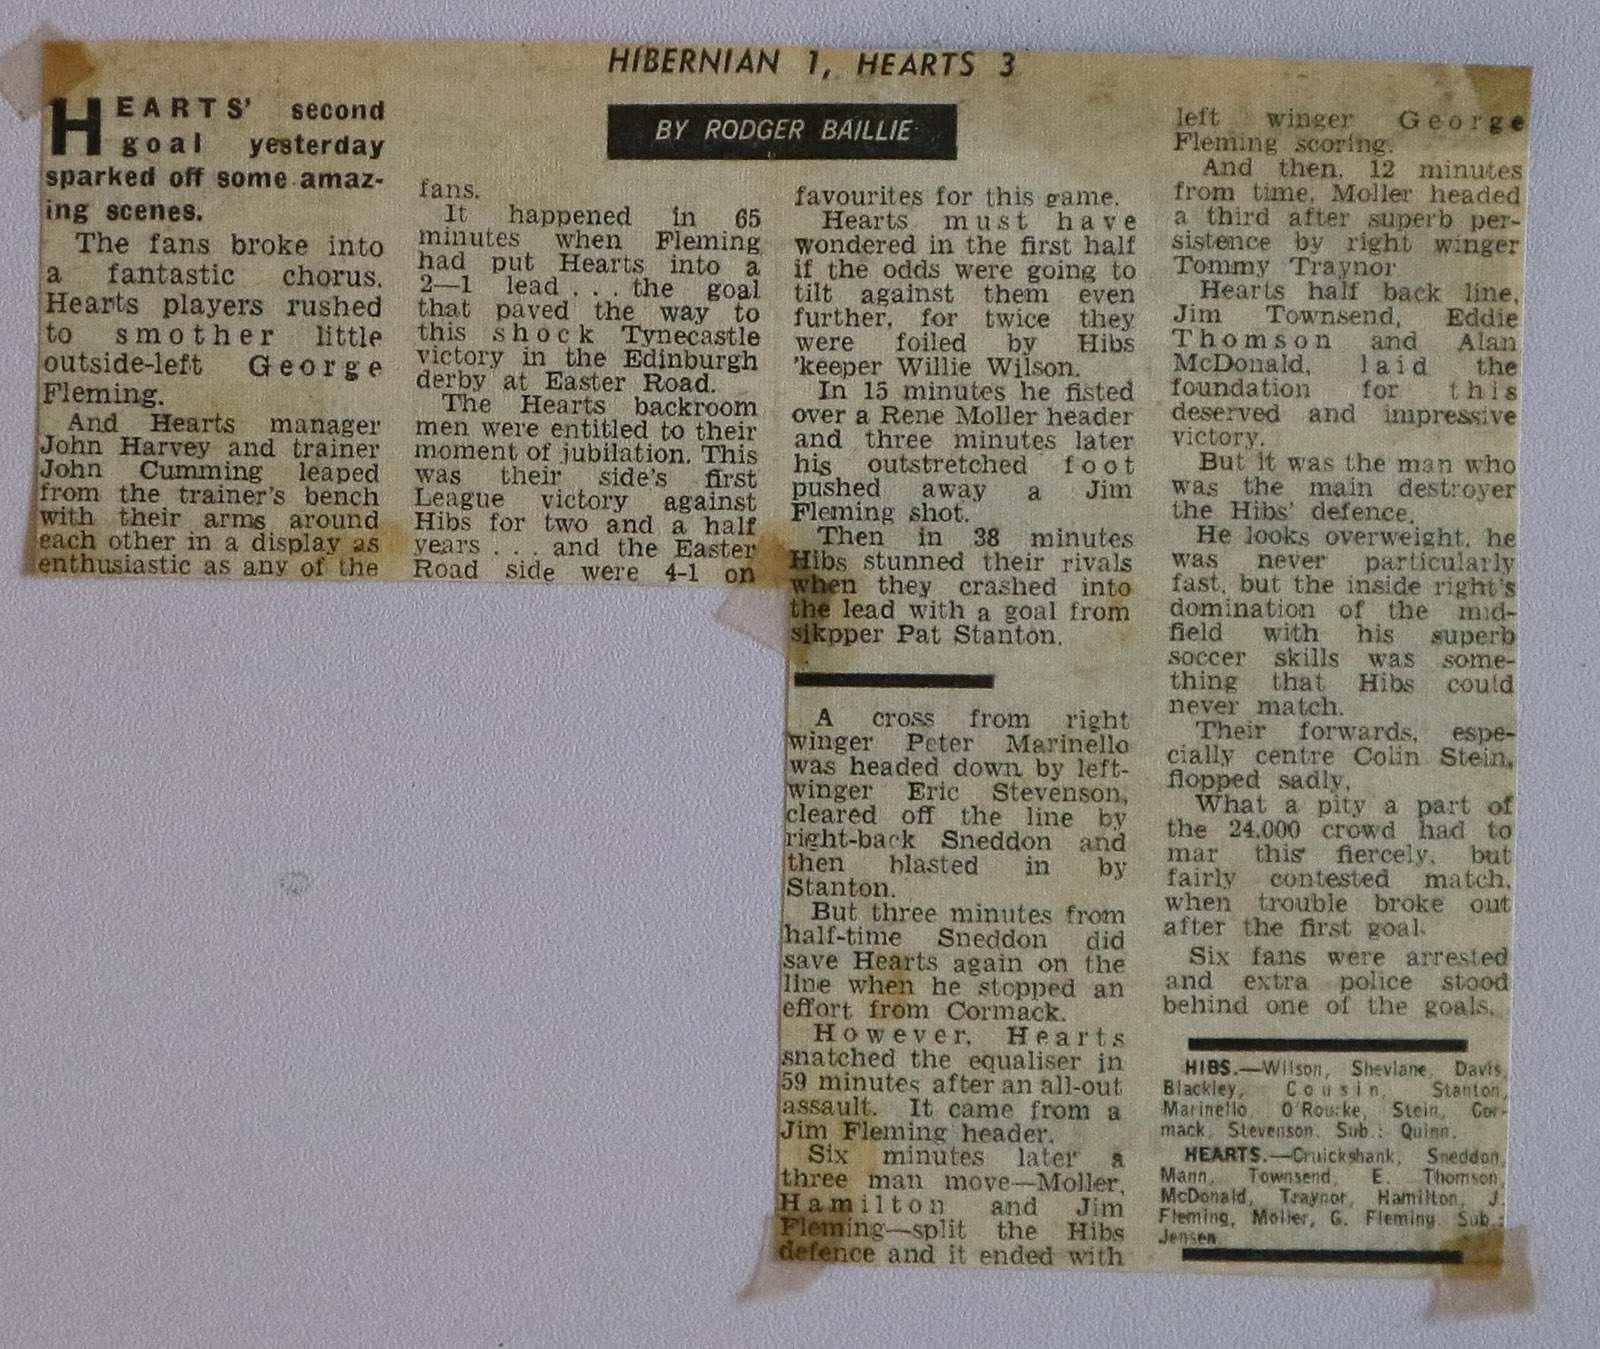 HIBERNIAN 1, HEARTS 3
BY RODGER BAILLIE
HEARTS' second
goal yesterday
sparked off some amaz-
ing scenes.
The fans broke into
a fantastic chorus.
Hearts players rushed
to smother little
outside-left George
Fleming.
And Hearts manager
John Harvey and trainer
John Cumming leaped
from the trainer's bench
with their arms around
each other in a display as
enthusiastic as any of the
fans.
It happened in 65
minutes when Fleming
had put Hearts into a
2—1 lead . . . the goal
that paved the way to
this shock Tynecastle
victory in the Edinburgh
derby at Easter Road.
The Hearts backroom
men were entitled to their
moment of jubilation. This
was their side's first
League victory against
Hibs for two and a half
years . . . and the Easter
Road side were 4-1 on
favourites for this game.
Hearts must have
wondered in the first half
if the odds were going to
tilt against them even
further, for twice they
were foiled by Hibs
'keeper Willie Wilson.
In 15 minutes he fisted
over a Rene Moller header
and three minutes later
his outstretched foot
pushed away a Jim
Fleming shot.
Then in 38 minutes
Hibs stunned their rivals
when they crashed into
the lead with a goal from
sikpper Pat Stanton.
A cross from right
winger Peter Marinello
was headed down by left-
winger Eric Stevenson,
cleared off the line by
right-back Sneddon and
then blasted in by
Stanton.
But three minutes from
half-time Sneddon did
save Hearts again on the
line when he stopped an
effort from Cormack.
However, Hearts
snatched the equaliser in
59 minutes after an all-out
assault. It came from a
Jim Fleming header.
Six minutes later a
three man move—Moller,
Hamilton and Jim
Fleming—split the Hibs
defence and it ended with
left winger George
Fleming scoring.
And then, 12 minutes
from time, Moller headed
a third after superb per-
sistence by right winger
Tommy Traynor
Hearts half back line,
Jim Townsend, Eddie
Thomson and Alan
McDonald, laid the
foundation for this
deserved and impressive
victory.
But it was the man who
was the main destroyer
the Hibs' defence.
He looks overweight, he
was never particularly
fast, but the inside right's
domination of the mid-
field with his superb
soccer skills was some-
thing that Hibs could
never match.
Their forwards, espe-
cially centre Colin Stein,
flopped sadly.
What a pity a part of
the 24,000 crowd had to
mar this fiercely, but
fairly contested match,
when trouble broke out
after the first goal.
Six fans were arrested
and extra police stood
behind one of the goals.
HIBS.—Wilson, Shevlane, Davis,
Blackley, Cousin, Stanton,
Marinello, O'Rourke, Stein, Cor-
mack, Stevenson. Sub.: Quinn.
HEARTS.—Cruickshank, Sneddon,
Mann, Townsend, E. Thomson,
McDonald, Traynor, Hamilton, J.
Fleming, Moller, G. Fleming. Sub.:
Jensen.